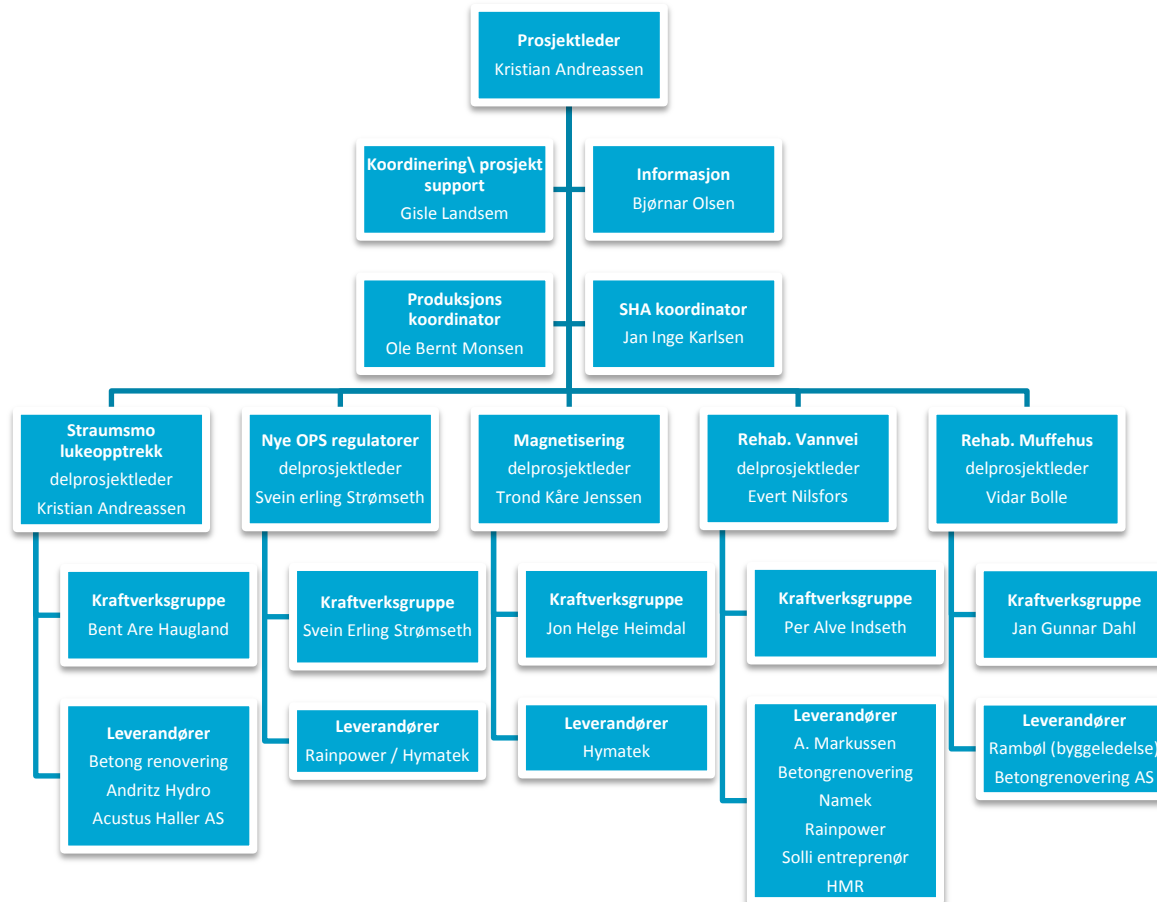 Prosjektleder
Kristian Andreassen
Koordinering\ prosjekt
support
Gisle Landsem
Informasjon
Bjørnar Olsen
Produksjons
koordinator
Ole Bernt Monsen
SHA koordinator
Jan Inge Karlsen
Straumsmo
lukeopptrekk
delprosjektleder
Kristian Andreassen
Nye OPS regulatorer
delprosjektleder
Svein erling Strømseth
Magnetisering
delprosjektleder
Trond Kåre Jenssen
Rehab. Vannvei
delprosjektleder
Evert Nilsfors
Rehab. Muffehus
delprosjektleder
Vidar Bolle
Kraftverksgruppe
Bent Are Haugland
Kraftverksgruppe
Svein Erling Strømseth
Kraftverksgruppe
Jon Helge Heimdal
Kraftverksgruppe
Per Alve Indseth
Kraftverksgruppe
Jan Gunnar Dahl
Leverandører
Betong renovering
Andritz Hydro
Acustus Haller AS
Leverandører
Rainpower / Hymatek
Leverandører
Hymatek
Leverandører
A. Markussen
Betongrenovering
Namek
Rainpower
Solli entreprenør
HMR
Leverandører
Rambøl (byggeledelse)
Betongrenovering AS